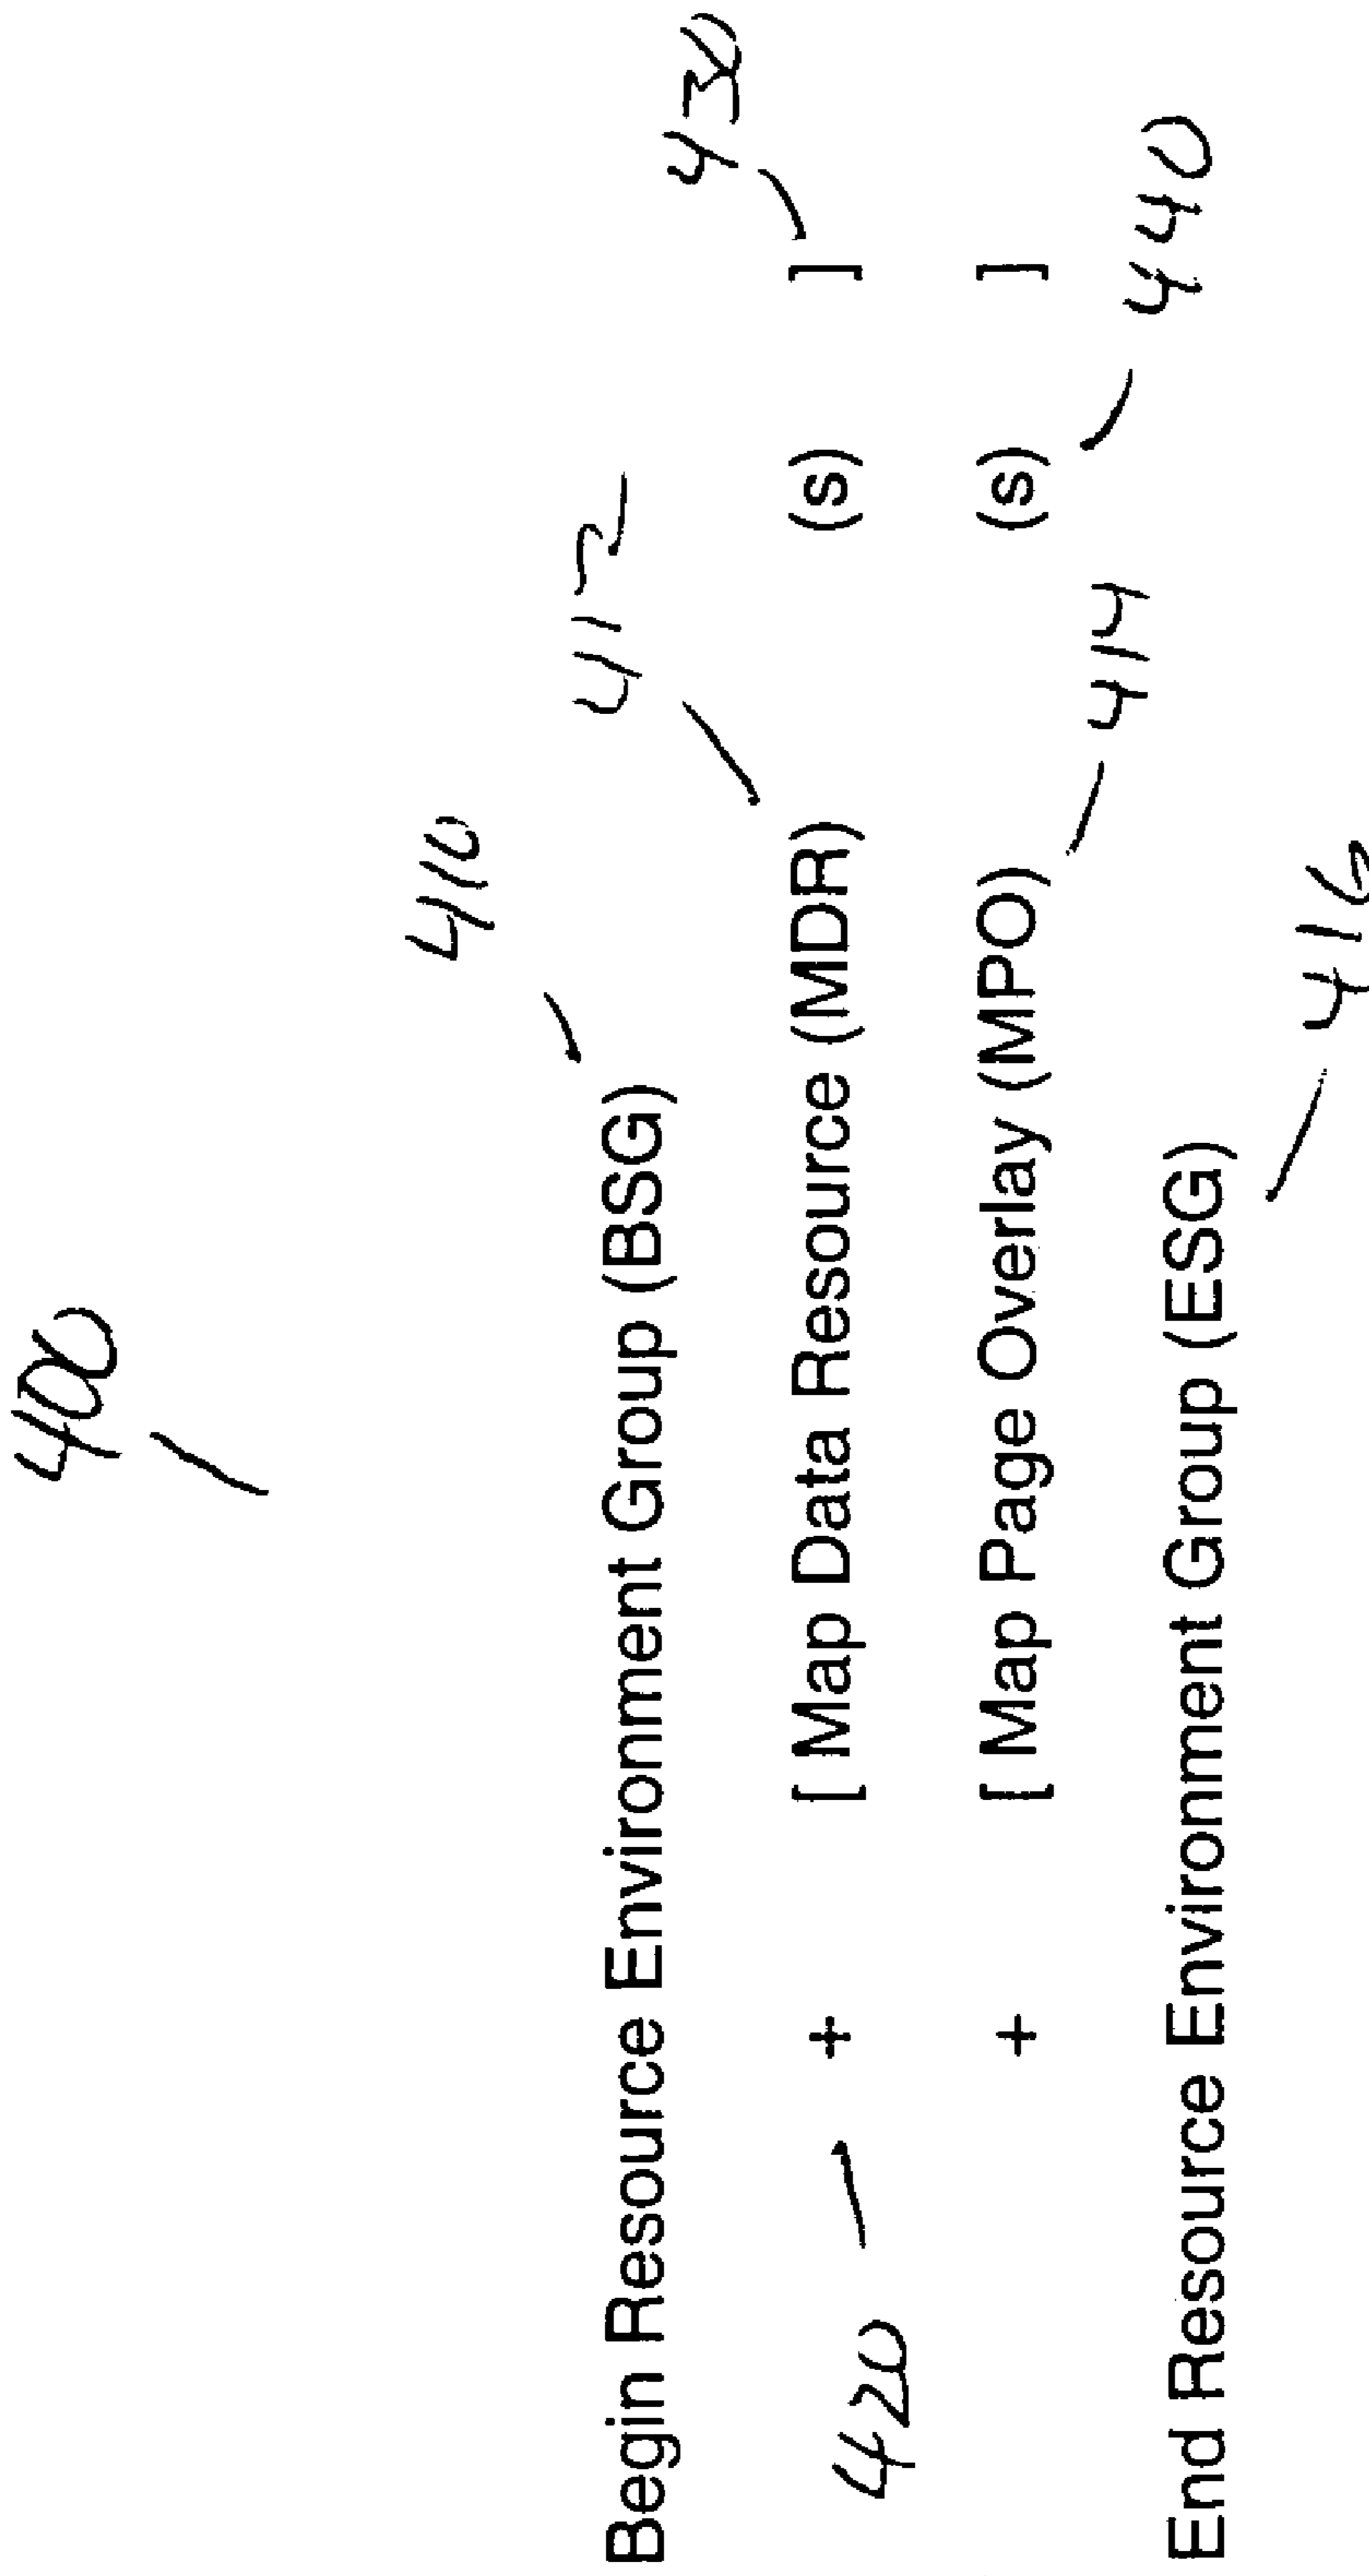 400
410
Begin Resource Environment Group (BSG)
412
430
420
+ [ Map Data Resource (MDR) (s) ]
+ [ Map Page Overlay (MPO) (s) ]
414
440
End Resource Environment Group (ESG)
416